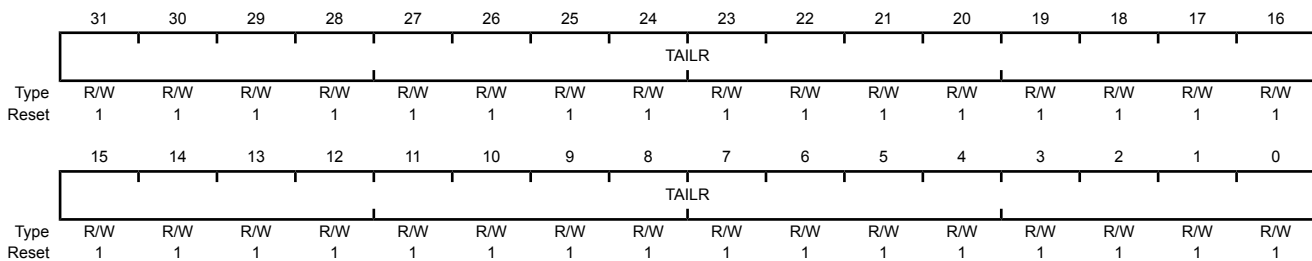 31 30 29 28 27 26 25 24 23 22 21 20 19 18 17 16
TAILR
Type R/W R/W R/W R/W R/W R/W R/W R/W R/W R/W R/W R/W R/W R/W R/W R/W
Reset 1 1 1 1 1 1 1 1 1 1 1 1 1 1 1 1
15 14 13 12 11 10 9 8 7 6 5 4 3 2 1 0
TAILR
Type R/W R/W R/W R/W R/W R/W R/W R/W R/W R/W R/W R/W R/W R/W R/W R/W
Reset 1 1 1 1 1 1 1 1 1 1 1 1 1 1 1 1